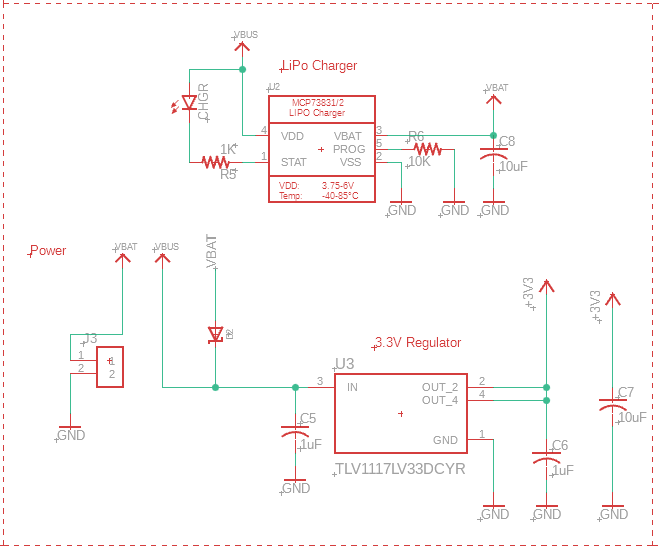 VBUS
LiPo Charger
U2
CHGR
MCP73831/2
LIPO Charger
VBAT
4 VDD VBAT 3
PROG 5
1 STAT VSS 2
1K
R5
R6
10K
C8
10uF
VDD: 3.75-6V
Temp: -40-85°C
GND
GND
GND
Power
VBAT
VBUS
VBAT
+3V3
+3V3
J3
1 1
2 2
GND
D2
3.3V Regulator
U3
3 IN OUT_2 2
OUT_4 4
GND 1
C5
1uF
GND
TLV1117LV33DCYR
C6
1uF
C7
10uF
GND
GND
GND